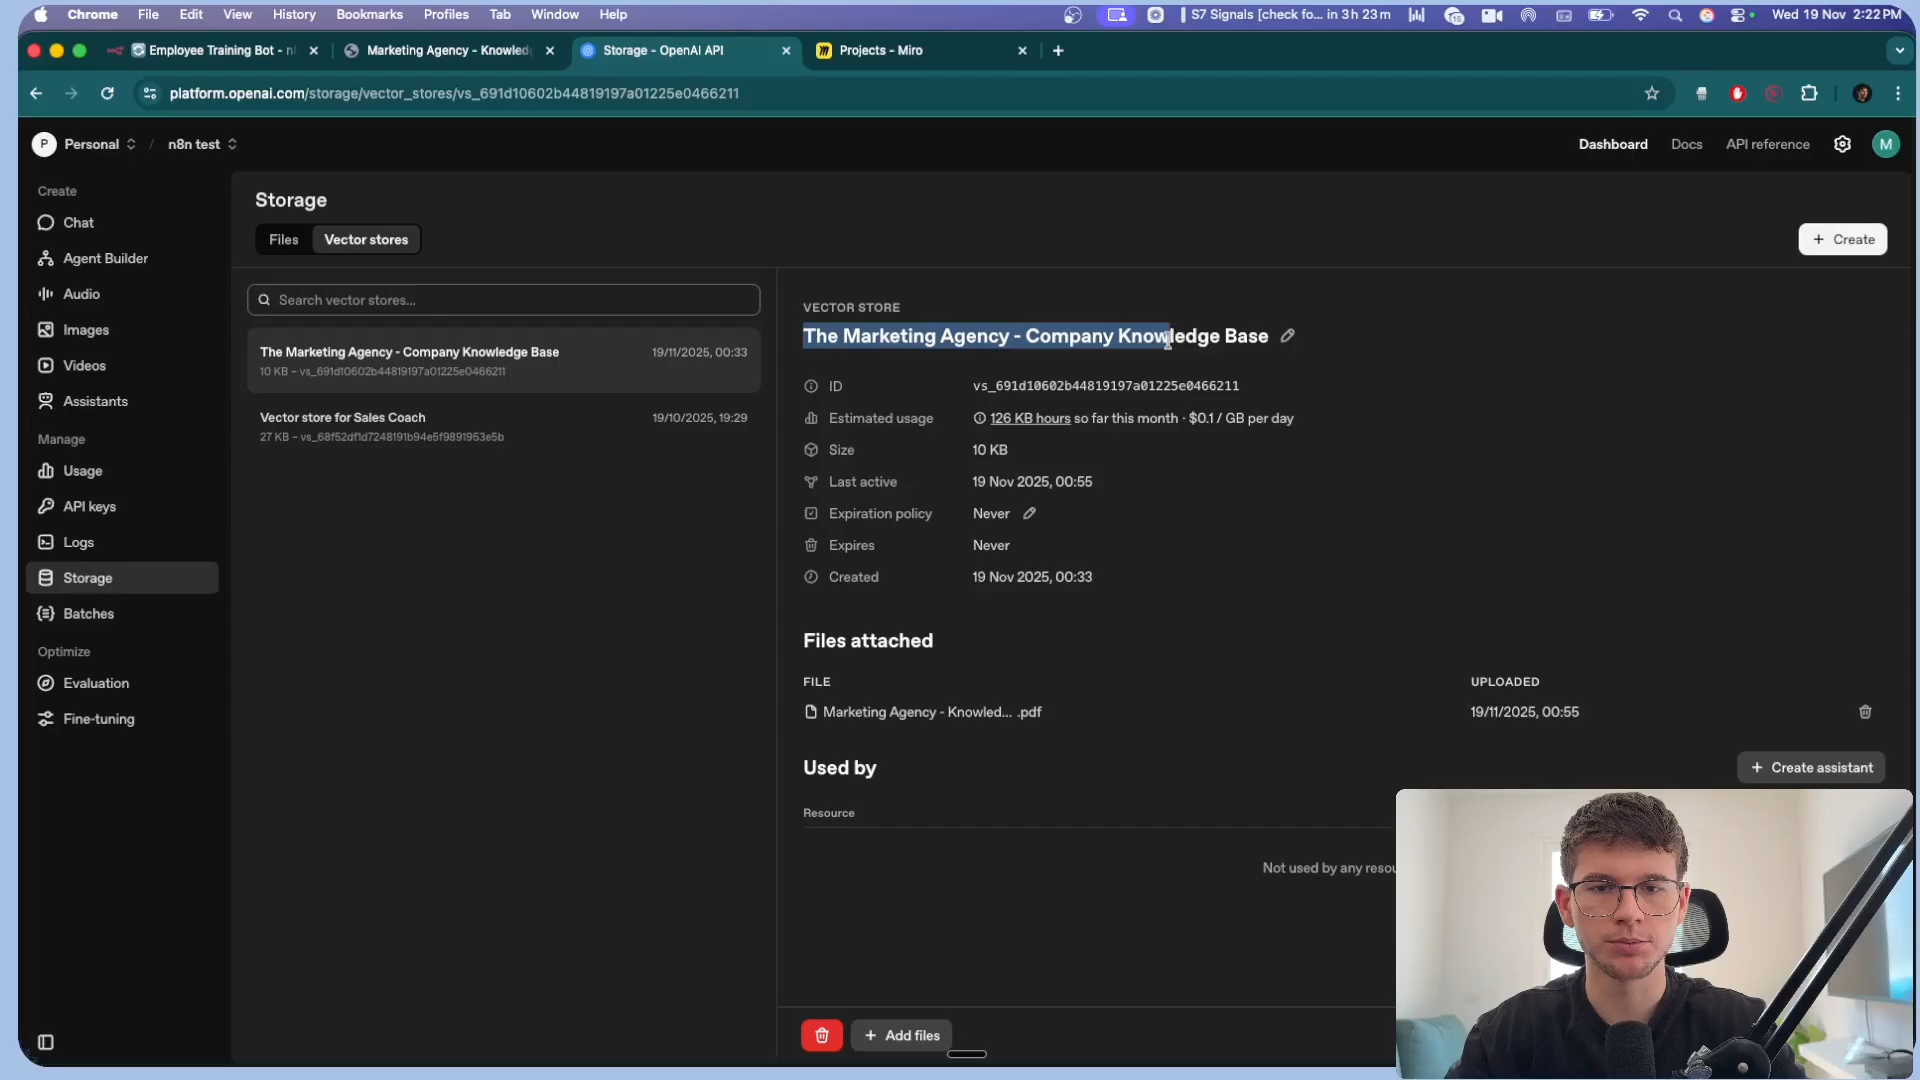 Chrome File Edit View History Bookmarks Profiles Tab Window Help
S7 Signals [check fo... in 3 h 23 m
15
Wed 19 Nov 2:22 PM
Employee Training Bot - n
Marketing Agency - Knowled
Storage - OpenAI API
Projects - Miro
platform.openai.com/storage/vector_stores/vs_691d10602b44819197a01225e0466211
P Personal / n8n test
Dashboard Docs API reference M
Create
Chat
Agent Builder
Audio
Images
Videos
Assistants
Manage
Usage
API keys
Logs
Storage
Batches
Optimize
Evaluation
Fine-tuning
Storage
Files Vector stores
+ Create
Search vector stores...
The Marketing Agency - Company Knowledge Base 19/11/2025, 00:33
10 KB – vs_691d10602b44819197a01225e0466211
Vector store for Sales Coach 19/10/2025, 19:29
27 KB – vs_68f52df1d7248191b94e5f9891953e5b
VECTOR STORE
The Marketing Agency - Company Knowledge Base
ID vs_691d10602b44819197a01225e0466211
Estimated usage 126 KB hours so far this month · $0.1 / GB per day
Size 10 KB
Last active 19 Nov 2025, 00:55
Expiration policy Never
Expires Never
Created 19 Nov 2025, 00:33
Files attached
FILE UPLOADED
Marketing Agency - Knowled... .pdf 19/11/2025, 00:55
Used by
+ Create assistant
Resource
Not used by any resou
+ Add files